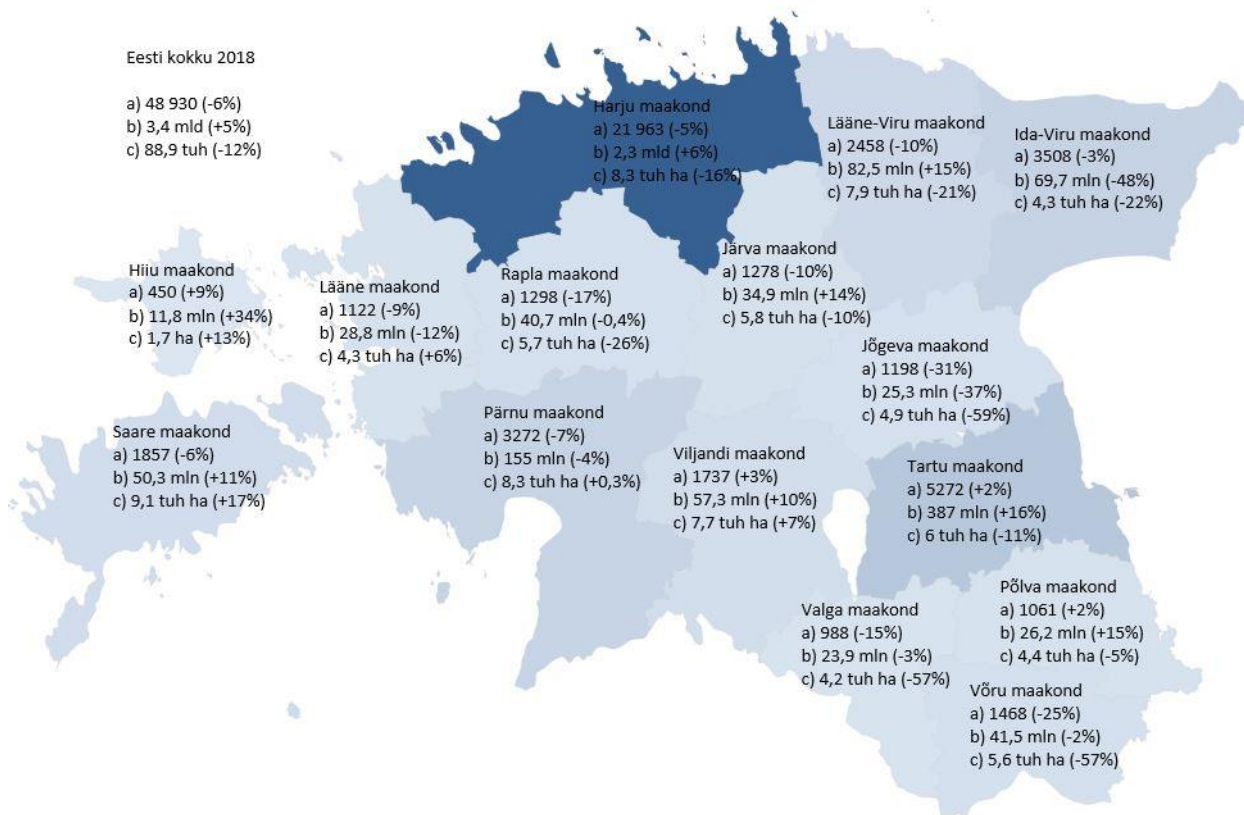 Eesti kokku 2018
a) 48 930 (-6%)
b) 3,4 mld (+5%)
c) 88,9 tuh (-12%)
Harju maakond
a) 21 963 (-5%)
b) 2,3 mld (+6%)
c) 8,3 tuh ha (-16%)
Lääne-Viru maakond
a) 2458 (-10%)
b) 82,5 mln (+15%)
c) 7,9 tuh ha (-21%)
Ida-Viru maakond
a) 3508 (-3%)
b) 69,7 mln (-48%)
c) 4,3 tuh ha (-22%)
Hiiu maakond
a) 450 (+9%)
b) 11,8 mln (+34%)
c) 1,7 ha (+13%)
Lääne maakond
a) 1122 (-9%)
b) 28,8 mln (-12%)
c) 4,3 tuh ha (+6%)
Rapla maakond
a) 1298 (-17%)
b) 40,7 mln (-0,4%)
c) 5,7 tuh ha (-26%)
Järva maakond
a) 1278 (-10%)
b) 34,9 mln (+14%)
c) 5,8 tuh ha (-10%)
Jõgeva maakond
a) 1198 (-31%)
b) 25,3 mln (-37%)
c) 4,9 tuh ha (-59%)
Saare maakond
a) 1857 (-6%)
b) 50,3 mln (+11%)
c) 9,1 tuh ha (+17%)
Pärnu maakond
a) 3272 (-7%)
b) 155 mln (-4%)
c) 8,3 tuh ha (+0,3%)
Viljandi maakond
a) 1737 (+3%)
b) 57,3 mln (+10%)
c) 7,7 tuh ha (+7%)
Tartu maakond
a) 5272 (+2%)
b) 387 mln (+16%)
c) 6 tuh ha (-11%)
Põlva maakond
a) 1061 (+2%)
b) 26,2 mln (+15%)
c) 4,4 tuh ha (-5%)
Valga maakond
a) 988 (-15%)
b) 23,9 mln (-3%)
c) 4,2 tuh ha (-57%)
Võru maakond
a) 1468 (-25%)
b) 41,5 mln (-2%)
c) 5,6 tuh ha (-57%)